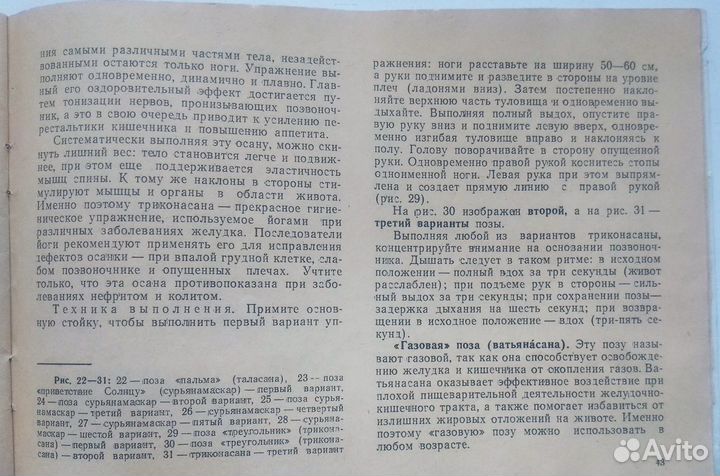 ния самыми различными частями тела, незадейст-
вованными остаются только ноги. Упражнение вы-
полняют одновременно, динамично и плавно. Глав-
ный его оздоровительный эффект достигается пу-
тем тонизации нервов, пронизывающих позвоноч-
ник, а это в свою очередь приводит к усилению пе-
ристальтики кишечника и повышению аппетита.
Систематически выполняя эту осану, можно ски-
нуть лишний вес: тело становится легче и подвиж-
нее, при этом еще поддерживается эластичность
мышц спины. К тому же наклоны в стороны сти-
мулируют мышцы и органы в области живота.
Именно поэтому триконасана — прекрасное гигие-
ническое упражнение, используемое йогами при
различных заболеваниях желудка. Последователи
йоги рекомендуют применять его для исправления
дефектов осанки — при впалой грудной клетке, сла-
бом позвоночнике и опущенных плечах. Учтите
только, что эта осана противопоказана при забо-
леваниях нефритом и колитом.
Техника выполнения. Примите основ-
ную стойку, чтобы выполнить первый вариант уп-
Рис. 22—31: 22 — поза «пальма» (таласана), 23 — поза
«приветствие Солнцу» (сурьянамаскар) — первый вариант,
24 — поза сурьянамаскар — второй вариант, 25 — поза сурья-
намаскар — третий вариант, 26 — сурьянамаскар — четвертый
вариант, 27 — сурьянамаскар — пятый вариант, 28 — сурьяна-
маскар — шестой вариант, 29 — поза «треугольник» (трикона-
сана) — первый вариант, 30 — поза «треугольник» (трикона-
сана) — второй вариант, 31 — триконасана — третий вариант
ражнения: ноги расставьте на ширину 50—60 см,
а руки поднимите и разведите в стороны на уровне
плеч (ладонями вниз). Затем постепенно накло-
няйте верхнюю часть туловища и одновременно вы-
дыхайте. Выполняя полный выдох, опустите пра-
вую руку вниз и поднимите левую вверх, одновре-
менно изгибая туловище вправо и наклоняясь к
полу. Голову поворачивайте в сторону опущенной
руки. Одновременно правой рукой коснитесь стопы
одноименной ноги. Левая рука при этом выпрям-
лена и создает прямую линию с правой рукой
(рис. 29).
На рис. 30 изображен второй, а на рис. 31 —
третий варианты позы.
Выполняя любой из вариантов триконасаны,
концентрируйте внимание на основании позвоноч-
ника. Дышать следует в таком ритме: в исходном
положении — полный вдох за три секунды (живот
расслаблен); при подъеме рук в стороны — силь-
ный выдох за три секунды; при сохранении позы —
задержка дыхания на шесть секунд; при возвра-
щении в исходное положение — вдох (три-пять се-
кунд).
«Газовая» поза (ватьянасана). Эту позу назы-
вают газовой, так как она способствует освобожде-
нию желудка и кишечника от скопления газов. Ва-
тьянасана оказывает эффективное воздействие при
плохой пищеварительной деятельности желудочно-
кишечного тракта, а также помогает избавиться от
излишних жировых отложений на животе. Именно
поэтому «газовую» позу можно использовать в
любом возрасте.
43
Avito